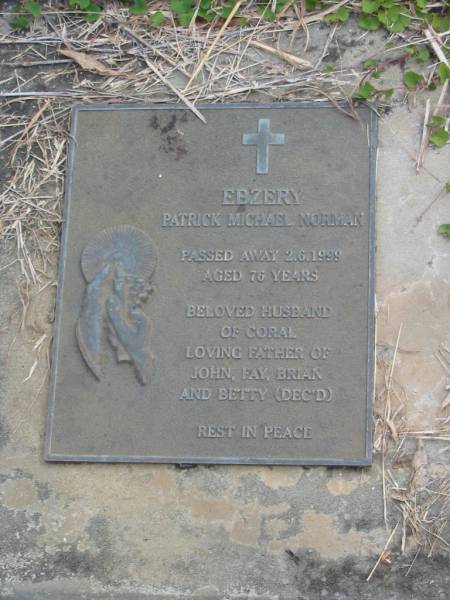 EBZERY
PATRICK MICHAEL NORMAN
PASSED AWAY 2.6.1999
AGED 76 YEARS
BELOVED HUSBAND
OF CORAL
LOVING FATHER OF
JOHN, FAY, BRIAN
AND BETTY (DEC'D)
REST IN PEACE